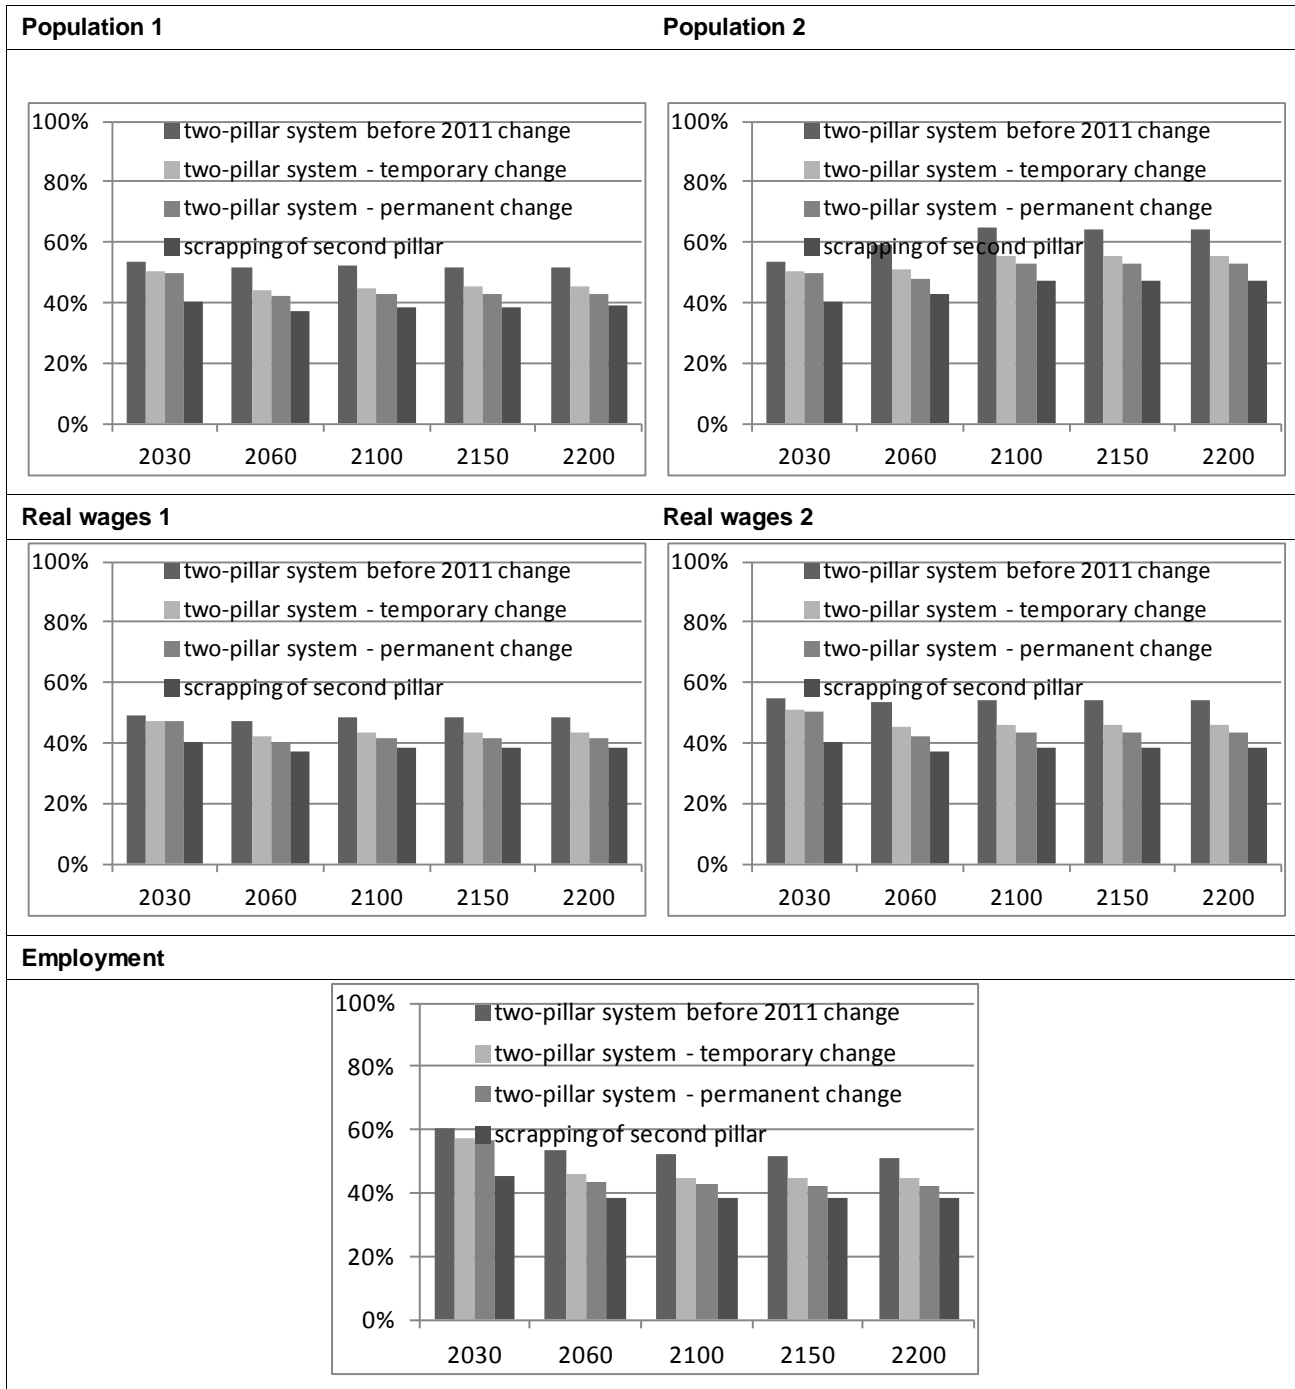 Population 1 Population 2
100%
80%
60%
40%
20%
0%
two-pillar system before 2011 change
two-pillar system - temporary change
two-pillar system - permanent change
scrapping of second pillar
2030 2060 2100 2150 2200
100%
80%
60%
40%
20%
0%
two-pillar system before 2011 change
two-pillar system - temporary change
two-pillar system - permanent change
scrapping of second pillar
2030 2060 2100 2150 2200
Real wages 1 Real wages 2
100%
80%
60%
40%
20%
0%
two-pillar system before 2011 change
two-pillar system - temporary change
two-pillar system - permanent change
scrapping of second pillar
2030 2060 2100 2150 2200
100%
80%
60%
40%
20%
0%
two-pillar system before 2011 change
two-pillar system - temporary change
two-pillar system - permanent change
scrapping of second pillar
2030 2060 2100 2150 2200
Employment
100%
80%
60%
40%
20%
0%
two-pillar system before 2011 change
two-pillar system - temporary change
two-pillar system - permanent change
scrapping of second pillar
2030 2060 2100 2150 2200